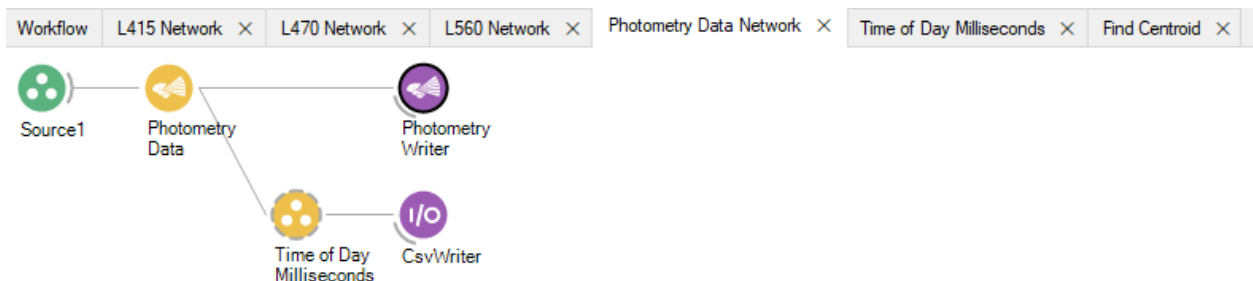 Workflow L415 Network × L470 Network × L560 Network × Photometry Data Network × Time of Day Milliseconds × Find Centroid ×
Source1
Photometry
Data
Photometry
Writer
I/O
Time of Day
Milliseconds
CsvWriter